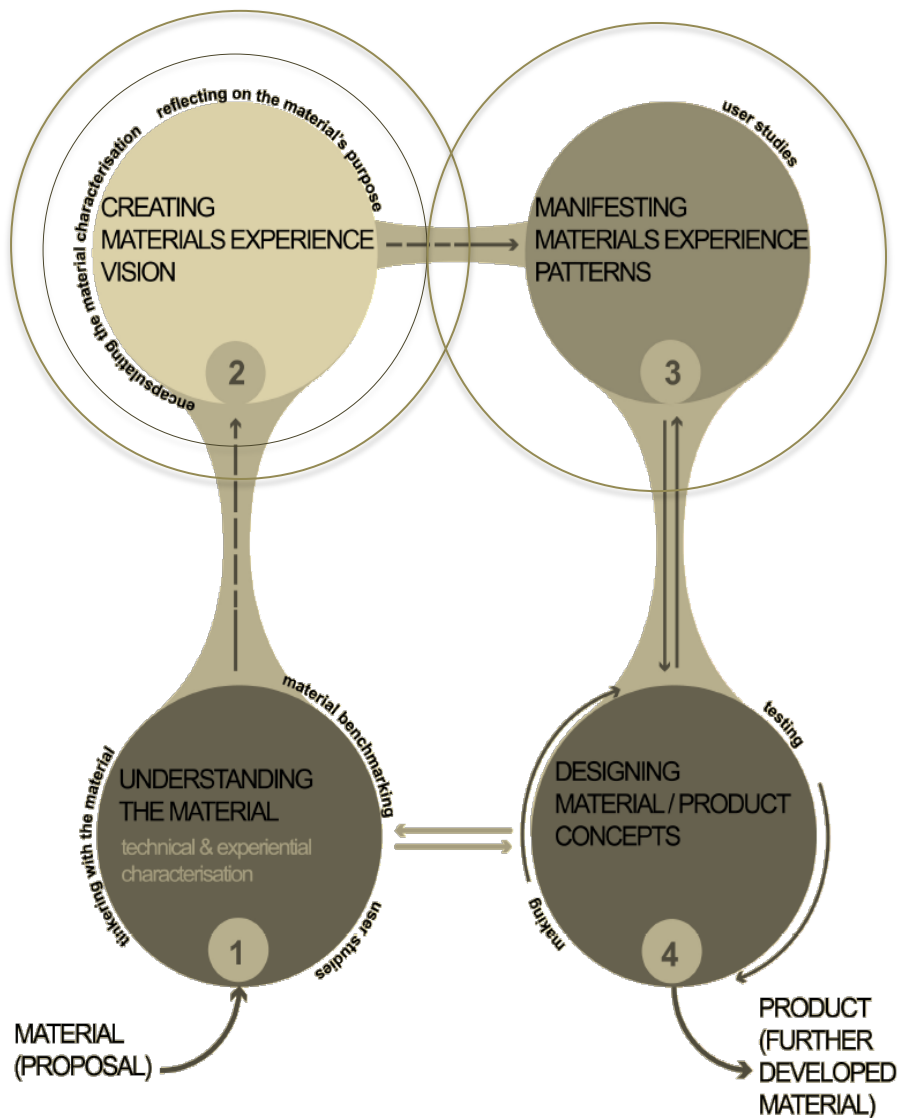 reflecting on the material's purpose
encapsulating the material characterisation
CREATING
MATERIALS EXPERIENCE
VISION
2
user studies
MANIFESTING
MATERIALS EXPERIENCE
PATTERNS
3
tinkering with the material
material benchmarking
user studies
UNDERSTANDING
THE MATERIAL
technical & experiential
characterisation
1
testing
making
DESIGNING
MATERIAL / PRODUCT
CONCEPTS
4
MATERIAL
(PROPOSAL)
PRODUCT
(FURTHER
DEVELOPED
MATERIAL)